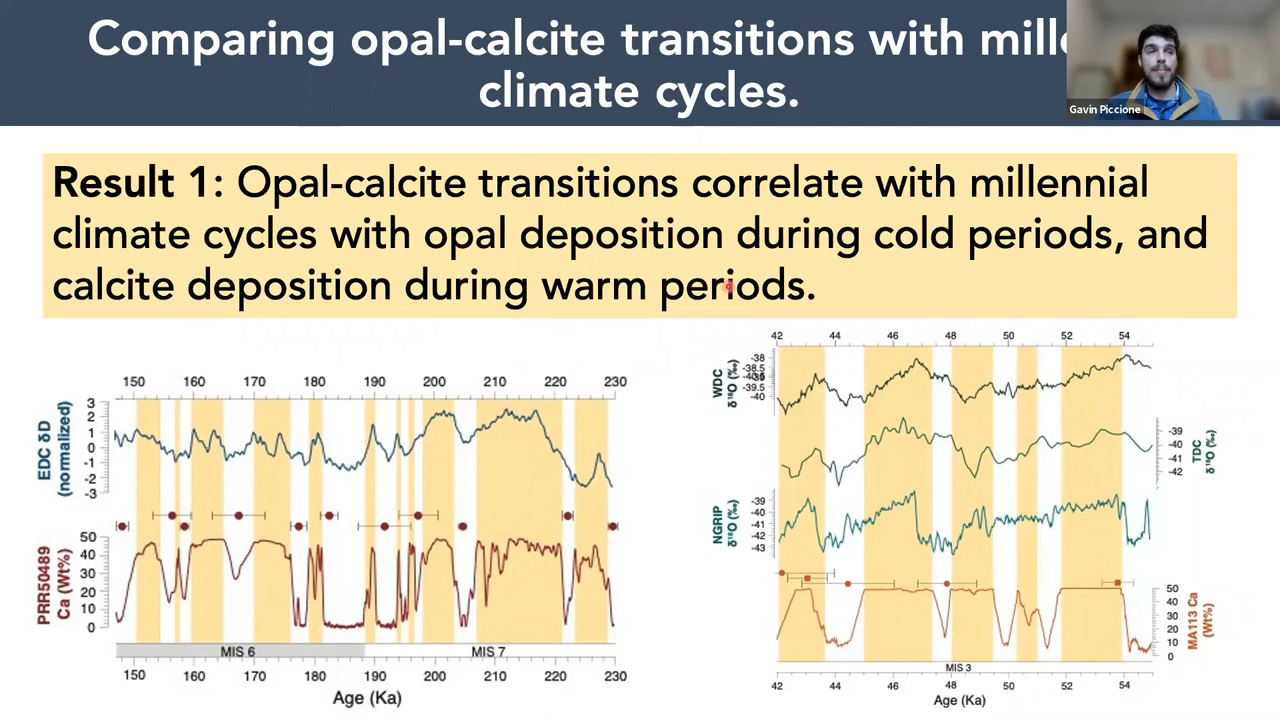 Comparing opal-calcite transitions with mille
climate cycles.
Gavin Piccione
Result 1: Opal-calcite transitions correlate with millennial
climate cycles with opal deposition during cold periods, and
calcite deposition during warm periods.
150 160 170 180 190 200 210 220 230
EDC δD
(normalized)
3
2
1
0
-1
-2
-3
PRR50489
Ca (Wt%)
50
40
30
20
10
0
MIS 6 MIS 7
150 160 170 180 190 200 210 220 230
Age (Ka)
42 44 46 48 50 52 54
WDC
δ¹⁸O (‰)
-38
-38.5
-39.5
-40
TDC
δ¹⁸O (‰)
-39
-40
-41
-42
NGRIP
δ¹⁸O (‰)
-39
-40
-41
-42
-43
MA113 Ca
(Wt%)
50
40
30
20
10
0
MIS 3
42 44 46 48 50 52 54
Age (Ka)